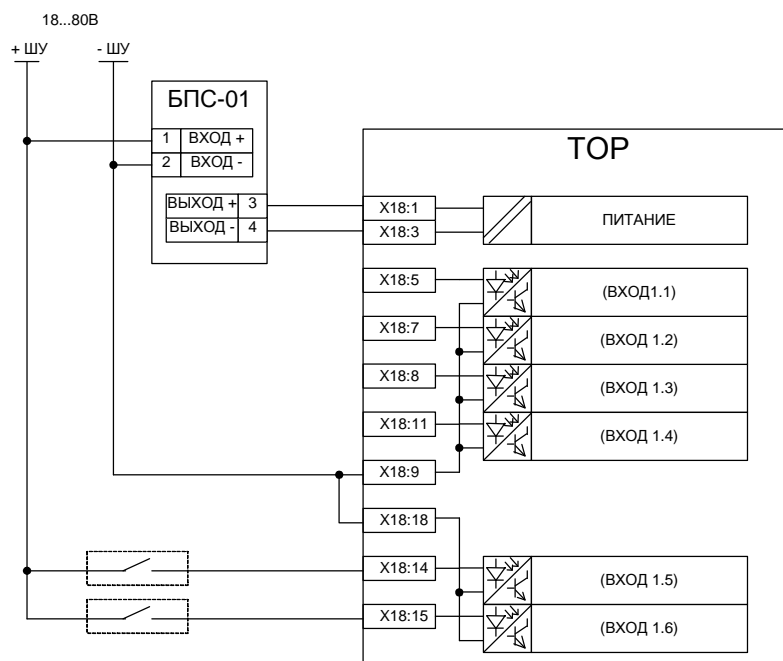 18...80В
+ ШУ
- ШУ
БПС-01
1 ВХОД +
2 ВХОД -
ВЫХОД + 3
ВЫХОД - 4
ТОР
X18:1
X18:3
ПИТАНИЕ
X18:5
(ВХОД1.1)
X18:7
(ВХОД 1.2)
X18:8
(ВХОД 1.3)
X18:11
(ВХОД 1.4)
X18:9
X18:18
X18:14
(ВХОД 1.5)
X18:15
(ВХОД 1.6)